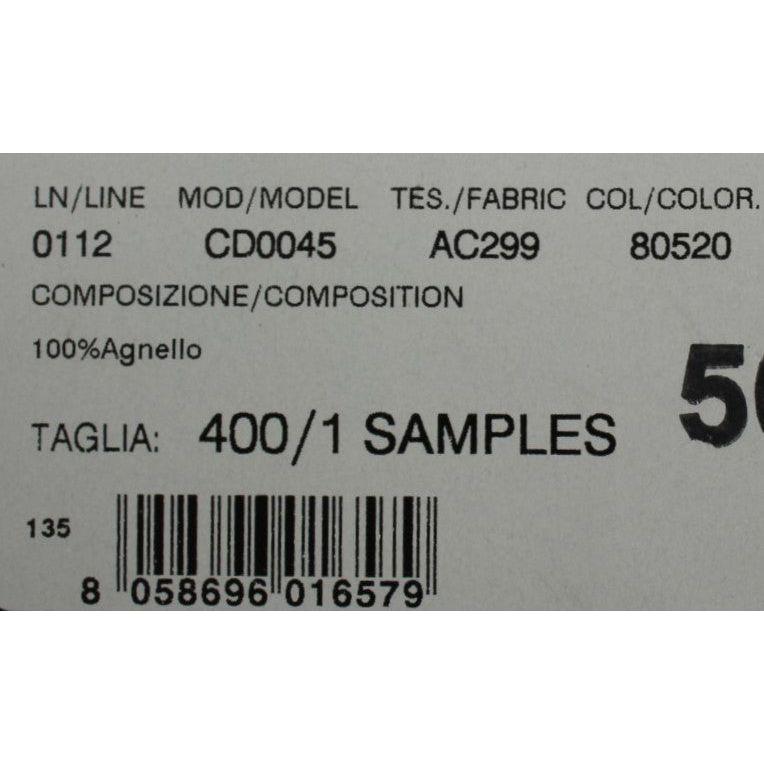 LN/LINE MOD/MODEL TES./FABRIC COL/COLOR.
0112 CD0045 AC299 80520
COMPOSIZIONE/COMPOSITION
100%Agnello
TAGLIA: 400/1 SAMPLES
135
8 058696 016579